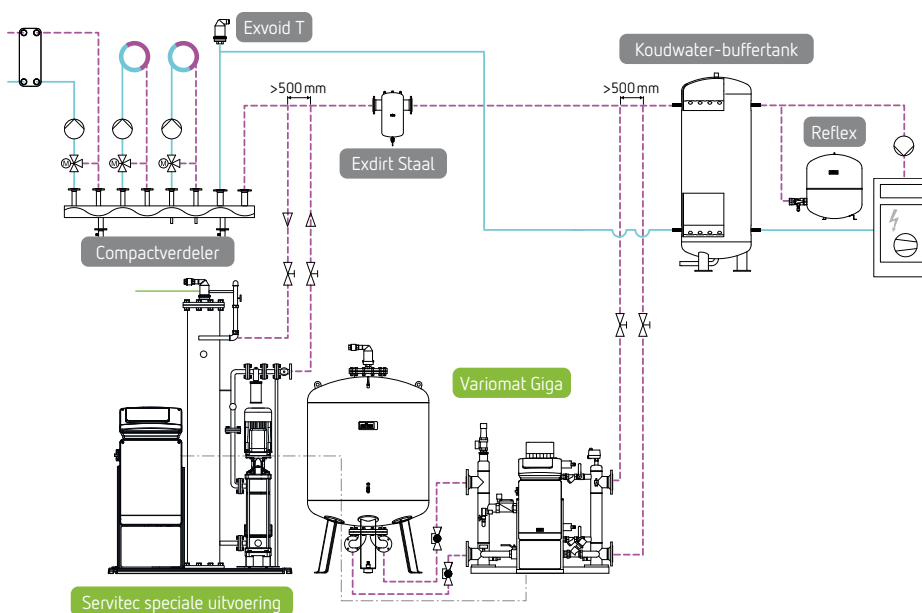 Exvoid T
Koudwater-buffertank
>500 mm
>500 mm
Reflex
Exdirt Staal
M
M
M
Compactverdeler
Variomat Giga
Servitec speciale uitvoering